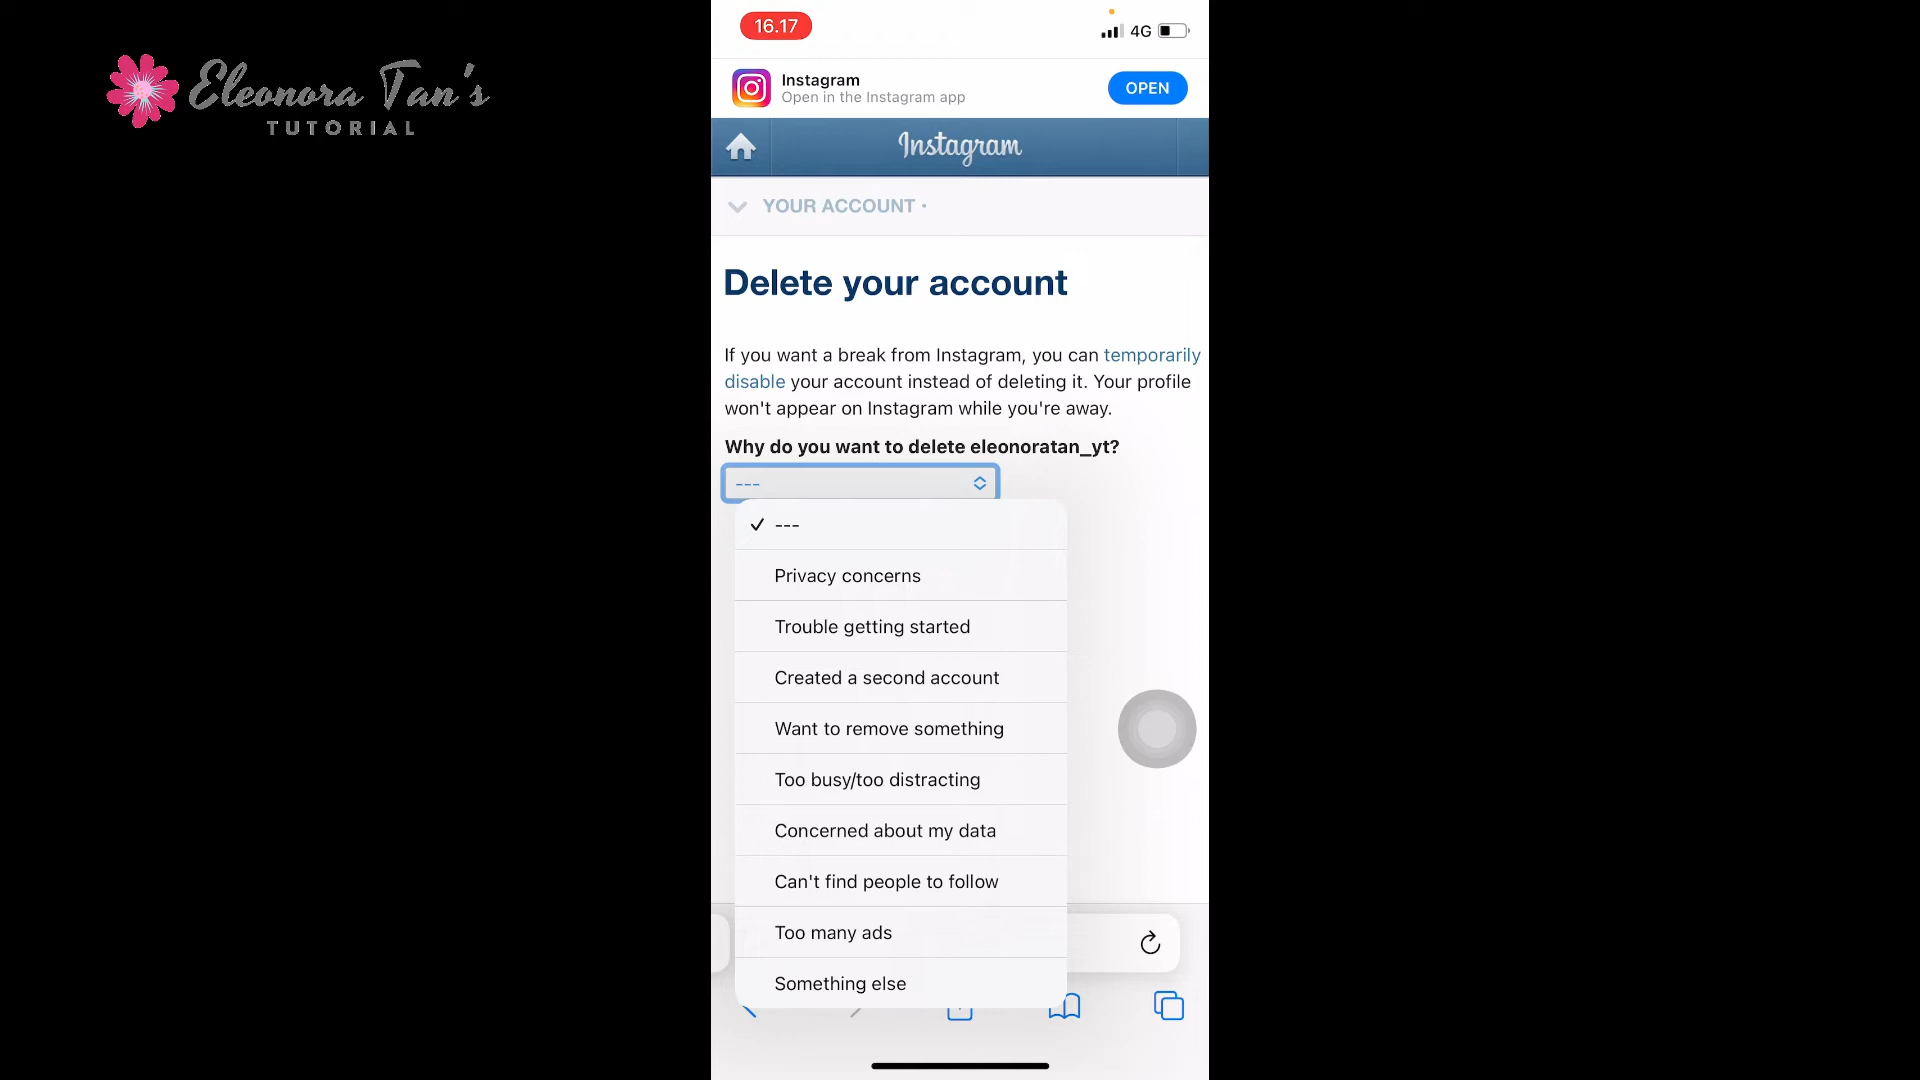 Eleonora Tan's
TUTORIAL
16.17
4G
Instagram
Open in the Instagram app
OPEN
Instagram
YOUR ACCOUNT •
Delete your account
If you want a break from Instagram, you can temporarily
disable your account instead of deleting it. Your profile
won't appear on Instagram while you're away.
Why do you want to delete eleonoratan_yt?
---
✓ ---
Privacy concerns
Trouble getting started
Created a second account
Want to remove something
Too busy/too distracting
Concerned about my data
Can't find people to follow
Too many ads
Something else